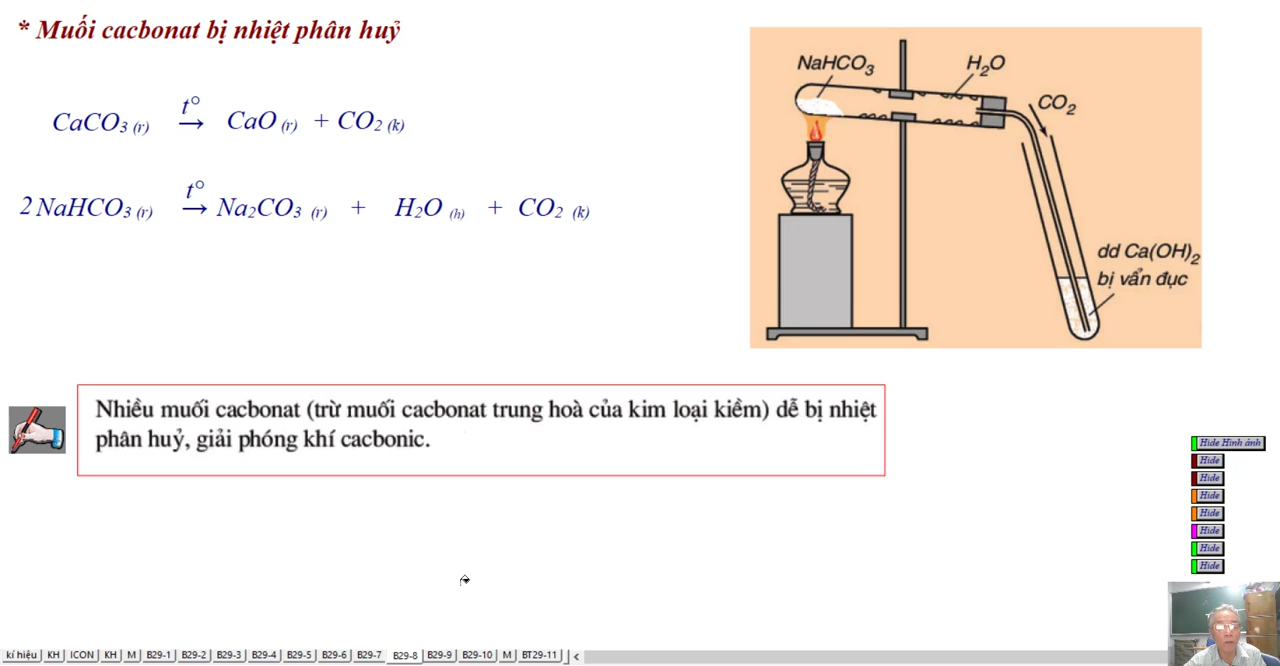 * Muối cacbonat bị nhiệt phân huỷ
CaCO3 (r) t° → CaO (r) + CO2 (k)
2 NaHCO3 (r) t° → Na2CO3 (r) + H2O (h) + CO2 (k)
NaHCO3
H2O
CO2
dd Ca(OH)2
bị vẩn đục
Nhiều muối cacbonat (trừ muối cacbonat trung hoà của kim loại kiềm) dễ bị nhiệt
phân huỷ, giải phóng khí cacbonic.
Hide Hình ảnh
Hide
Hide
Hide
Hide
Hide
Hide
Hide
kí hiệu KH ICON KH M B29-1 B29-2 B29-3 B29-4 B29-5 B29-6 B29-7 B29-8 B29-9 B29-10 M BT29-11 <